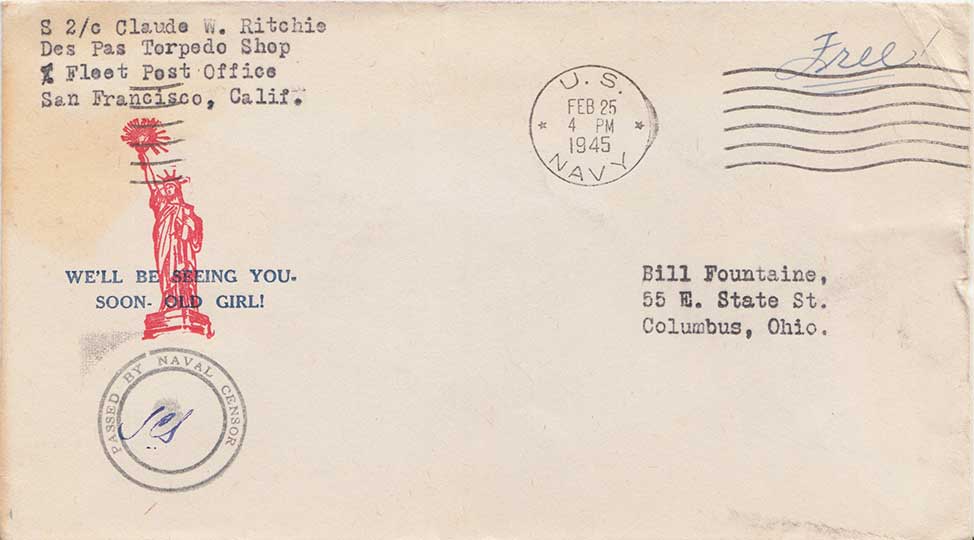 S 2/c Claude W. Ritchie
Des Pas Torpedo Shop
% Fleet Post Office
San Francisco, Calif.
Free!
U.S.
FEB 25
4 PM
1945
NAVY
WE'LL BE SEEING YOU-
SOON- OLD GIRL!
Bill Fountaine,
55 E. State St.
Columbus, Ohio.
PASSED BY NAVAL CENSOR